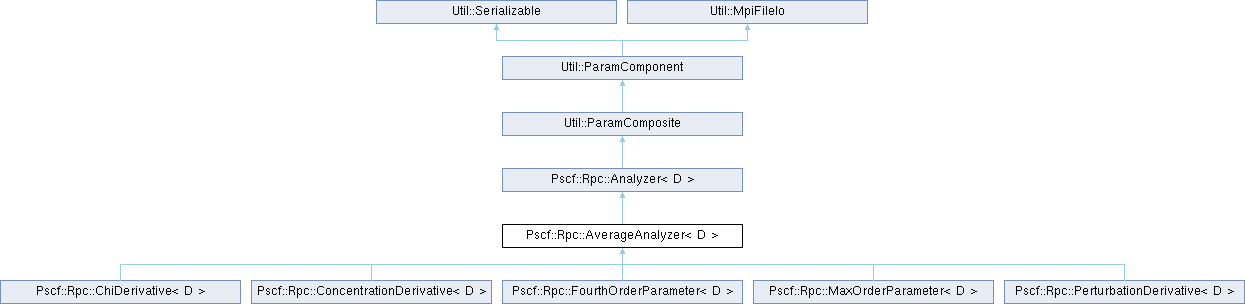 Util::Serializable
Util::MpiFileIo
Util::ParamComponent
Util::ParamComposite
Pscf::Rpc::Analyzer< D >
Pscf::Rpc::AverageAnalyzer< D >
Pscf::Rpc::ChiDerivative< D >
Pscf::Rpc::ConcentrationDerivative< D >
Pscf::Rpc::FourthOrderParameter< D >
Pscf::Rpc::MaxOrderParameter< D >
Pscf::Rpc::PerturbationDerivative< D >